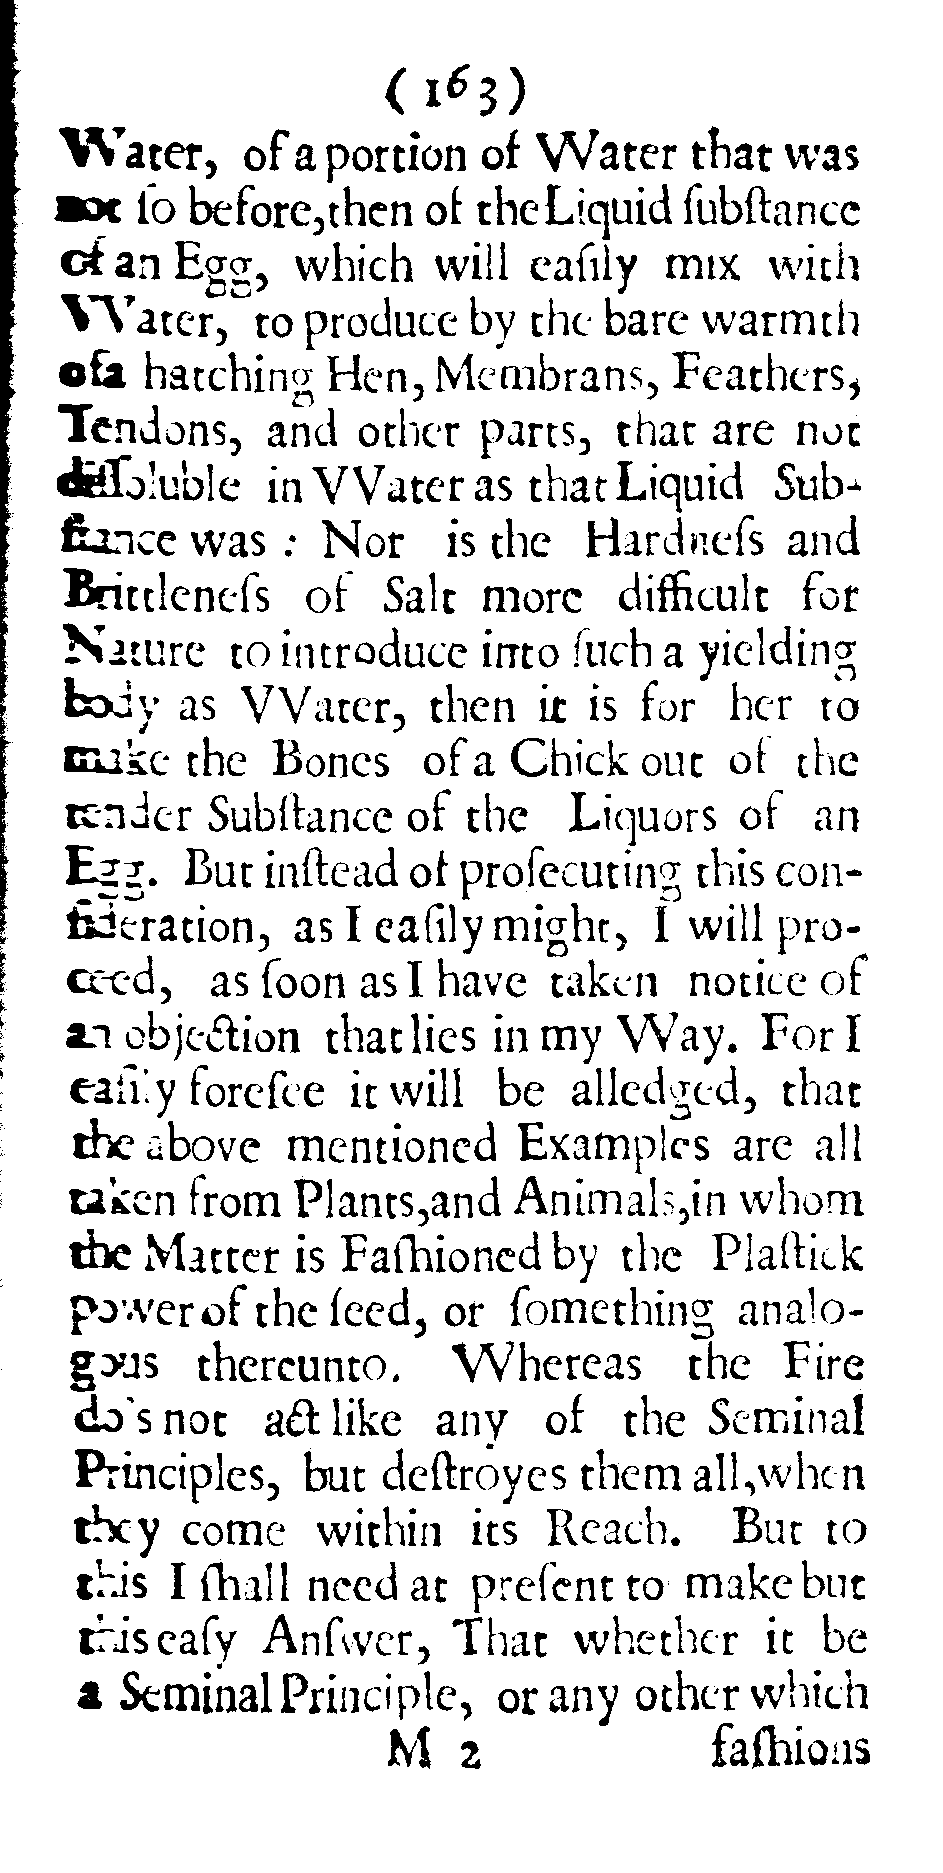 (163)
Water, of a portion of Water that was
not ſo before, then of the Liquid ſubſtance
of an Egg, which will eaſily mix with
VVater, to produce by the bare warmth
of a hatching Hen, Membrans, Feathers,
Tendons, and other parts, that are not
diſſoluble in VVater as that Liquid Sub-
ſtance was : Nor is the Hardneſs and
Brittleneſs of Salt more difficult for
Nature to introduce into ſuch a yielding
body as VVater, then it is for her to
make the Bones of a Chick out of the
tender Subſtance of the Liquors of an
Egg. But inſtead of proſecuting this con-
ſideration, as I eaſily might, I will pro-
ceed, as ſoon as I have taken notice of
an objection that lies in my Way. For I
eaſily foreſee it will be alledged, that
the above mentioned Examples are all
taken from Plants, and Animals, in whom
the Matter is Faſhioned by the Plaſtick
power of the ſeed, or ſomething analo-
gous thereunto. Whereas the Fire
do's not act like any of the Seminal
Principles, but deſtroyes them all, when
they come within its Reach. But to
this I ſhall need at preſent to make but
this eaſy Anſwer, That whether it be
a Seminal Principle, or any other which
M 2 faſhions